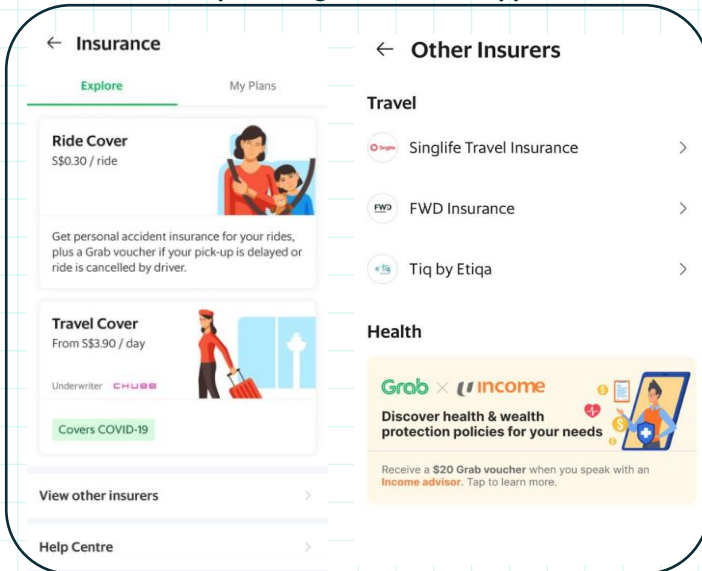 Insurance
Explore
My Plans
Ride Cover
S$0.30 / ride
Get personal accident insurance for your rides,
plus a Grab voucher if your pick-up is delayed or
ride is cancelled by driver.
Travel Cover
From S$3.90 / day
Underwriter CHUBB
Covers COVID-19
View other insurers
Help Centre
Other Insurers
Travel
Singlife Singlife Travel Insurance
FWD FWD Insurance
Tiq by Etiqa
Health
Grab × income
Discover health & wealth
protection policies for your needs
Receive a $20 Grab voucher when you speak with an
Income advisor. Tap to learn more.